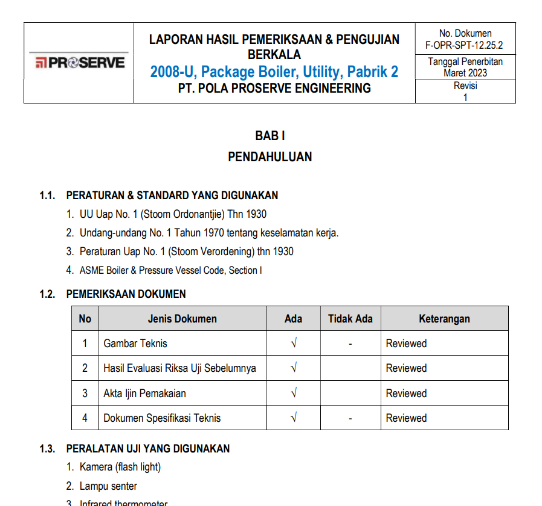 PROSERVE
LAPORAN HASIL PEMERIKSAAN & PENGUJIAN
BERKALA
2008-U, Package Boiler, Utility, Pabrik 2
PT. POLA PROSERVE ENGINEERING
No. Dokumen
F-OPR-SPT-12.25.2
Tanggal Penerbitan
Maret 2023
Revisi
1
BAB I
PENDAHULUAN
1.1. PERATURAN & STANDARD YANG DIGUNAKAN
1. UU Uap No. 1 (Stoom Ordonantjie) Thn 1930
2. Undang-undang No. 1 Tahun 1970 tentang keselamatan kerja.
3. Peraturan Uap No. 1 (Stoom Verordening) thn 1930
4. ASME Boiler & Pressure Vessel Code, Section I
1.2. PEMERIKSAAN DOKUMEN
No Jenis Dokumen Ada Tidak Ada Keterangan
1 Gambar Teknis √ - Reviewed
2 Hasil Evaluasi Riksa Uji Sebelumnya √ Reviewed
3 Akta Ijin Pemakaian √ Reviewed
4 Dokumen Spesifikasi Teknis √ - Reviewed
1.3. PERALATAN UJI YANG DIGUNAKAN
1. Kamera (flash light)
2. Lampu senter
3. Infrared thermometer